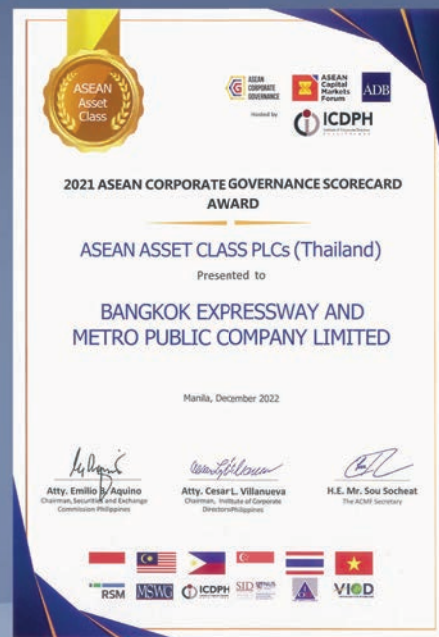 ASEAN
Asset
Class
ASEAN
CORPORATE
GOVERNANCE
ASEAN
Capital
Markets
Forum
ADB
Hosted by
ICDPH
2021 ASEAN CORPORATE GOVERNANCE SCORECARD
AWARD
ASEAN ASSET CLASS PLCs (Thailand)
Presented to
BANGKOK EXPRESSWAY AND
METRO PUBLIC COMPANY LIMITED
Manila, December 2022
Atty. Emilio B. Aquino
Chairman, Securities and Exchange
Commission Philippines
Atty. Cesar L. Villanueva
Chairman, Institute of Corporate
Directors Philippines
H.E. Mr. Sou Socheat
The ACMF Secretary
RSM
MSWG
ICDPH
SID
VIOD